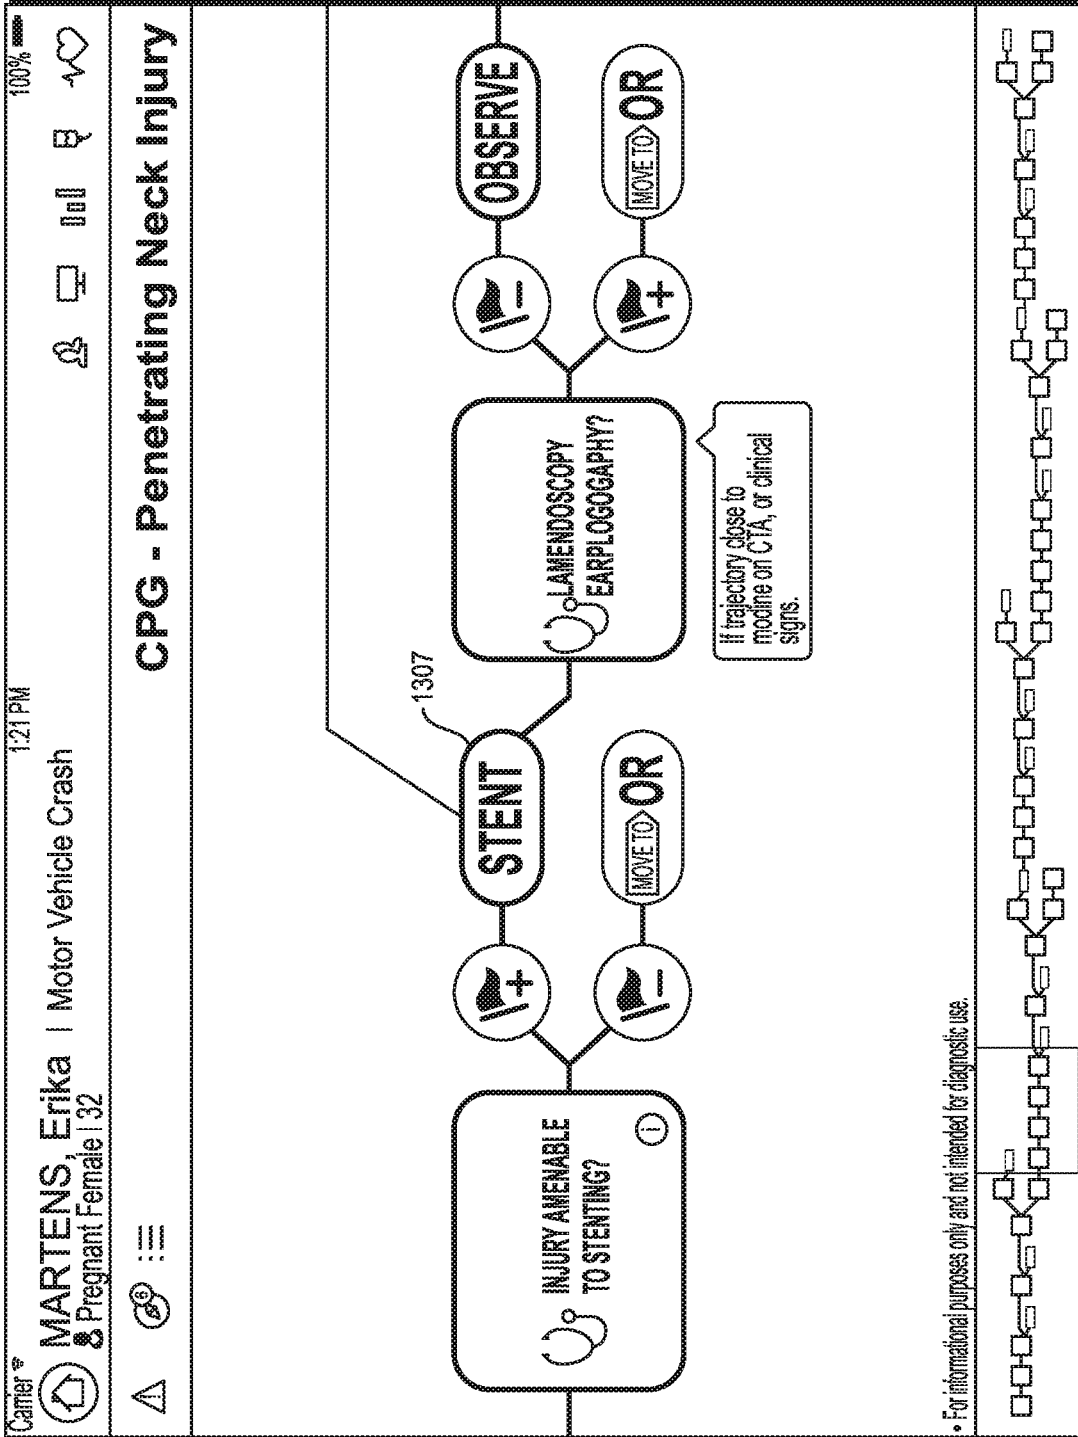 Carrier
1:21 PM
100%
MARTENS, Erika | Motor Vehicle Crash
Pregnant Female | 32
6
CPG - Penetrating Neck Injury
INJURY AMENABLE
TO STENTING?
i
+
STENT
1307
-
MOVE TO OR
LAMENDOSCOPY
EARPLOGOGAPHY?
If trajectory close to
modine on CTA, or clinical
signs.
-
OBSERVE
+
MOVE TO OR
• For informational purposes only and not intended for diagnostic use.